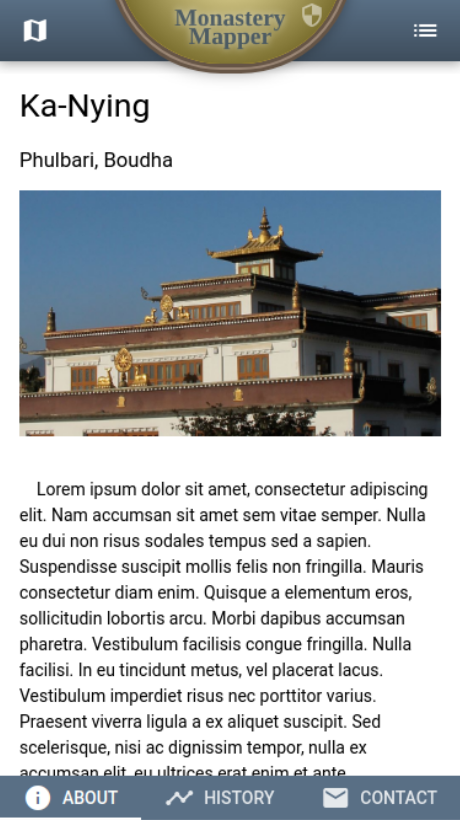 Monastery
Mapper
Ka-Nying
Phulbari, Boudha
Lorem ipsum dolor sit amet, consectetur adipiscing
elit. Nam accumsan sit amet sem vitae semper. Nulla
eu dui non risus sodales tempus sed a sapien.
Suspendisse suscipit mollis felis non fringilla. Mauris
consectetur diam enim. Quisque a elementum eros,
sollicitudin lobortis arcu. Morbi dapibus accumsan
pharetra. Vestibulum facilisis congue fringilla. Nulla
facilisi. In eu tincidunt metus, vel placerat lacus.
Vestibulum imperdiet risus nec porttitor varius.
Praesent viverra ligula a ex aliquet suscipit. Sed
scelerisque, nisi ac dignissim tempor, nulla ex
accumsan elit, eu ultrices erat enim et ante.
ABOUT
HISTORY
CONTACT